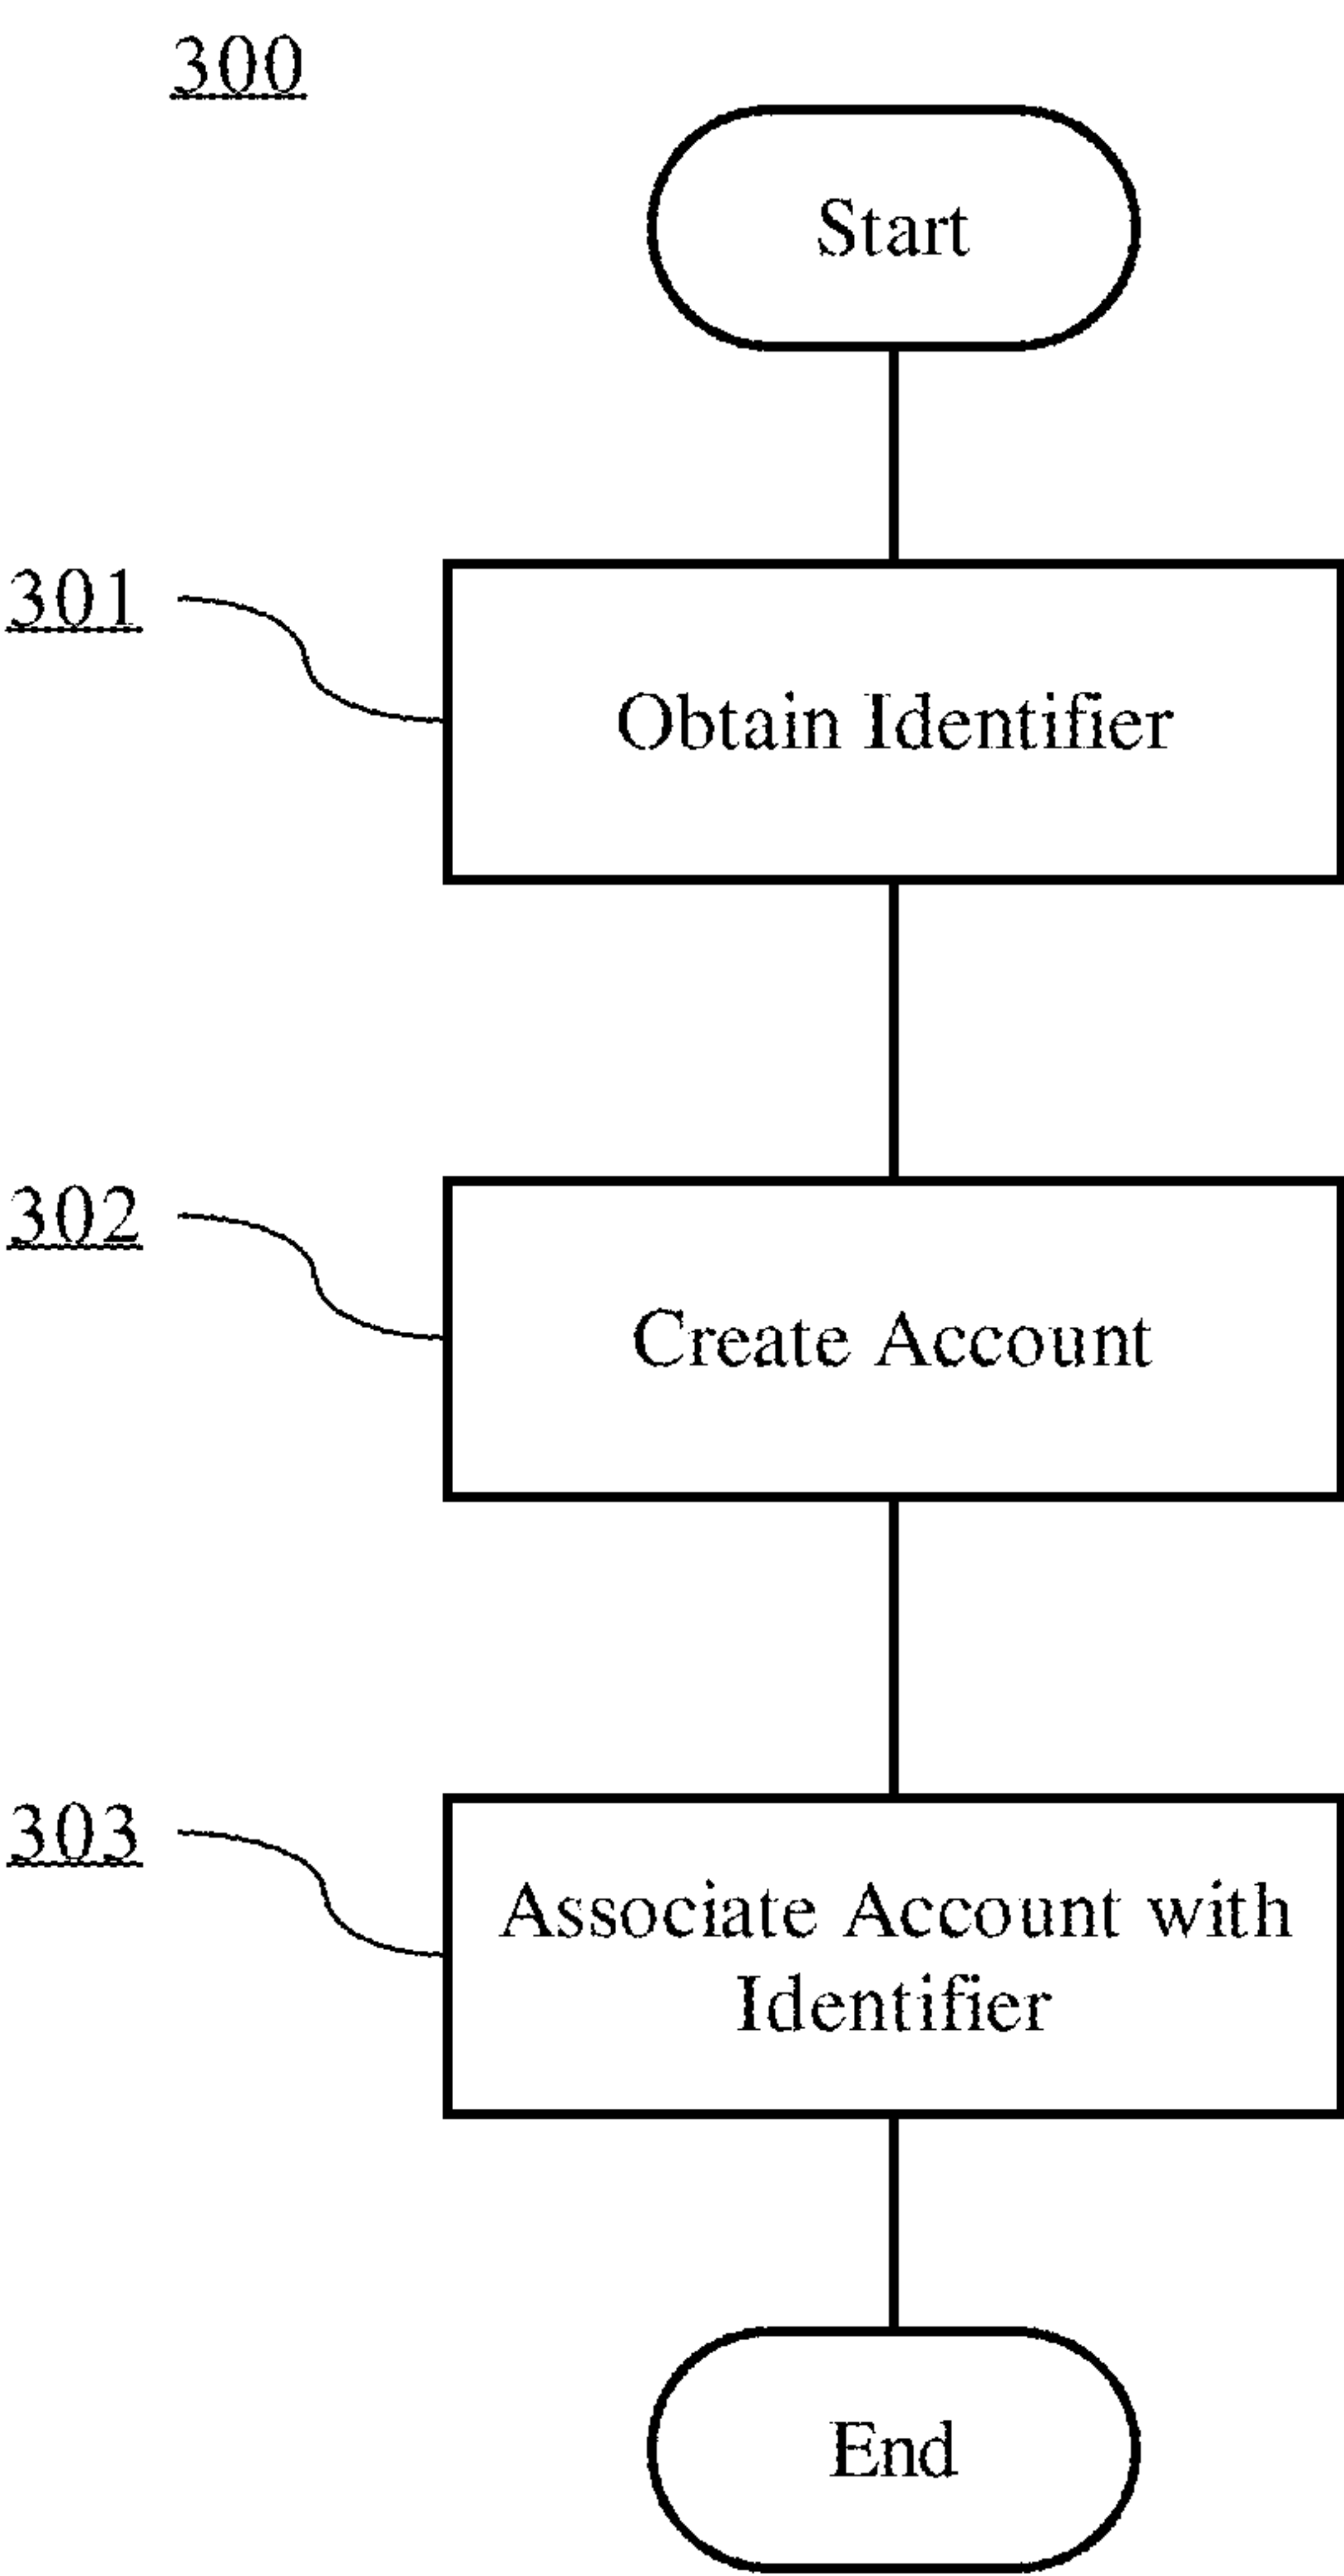 300
Start
301
Obtain Identifier
302
Create Account
303
Associate Account with
Identifier
End